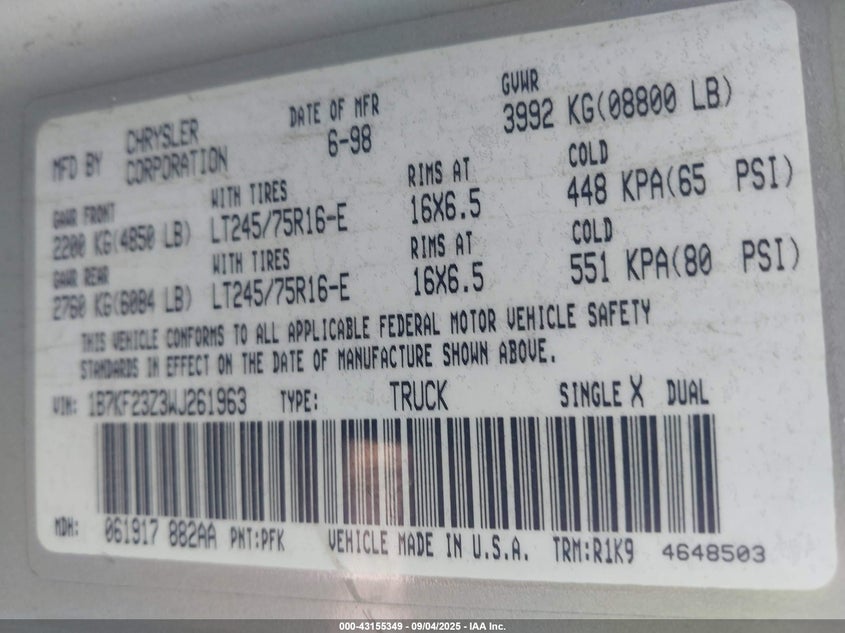 MFD BY CHRYSLER CORPORATION DATE OF MFR 6-98 GVWR 3992 KG(08800 LB)
GAWR FRONT WITH TIRES RIMS AT COLD
2200 KG(4850 LB) LT245/75R16-E 16X6.5 448 KPA(65 PSI)
GAWR REAR WITH TIRES RIMS AT COLD
2760 KG(6084 LB) LT245/75R16-E 16X6.5 551 KPA(80 PSI)
THIS VEHICLE CONFORMS TO ALL APPLICABLE FEDERAL MOTOR VEHICLE SAFETY
STANDARDS IN EFFECT ON THE DATE OF MANUFACTURE SHOWN ABOVE.
VIN: 1B7KF23Z3WJ261963 TYPE: TRUCK SINGLE X DUAL
MDH: 061917 882AA PNT:PFK VEHICLE MADE IN U.S.A. TRM:R1K9 4648503
000-43155349 - 09/04/2025 - IAA Inc.